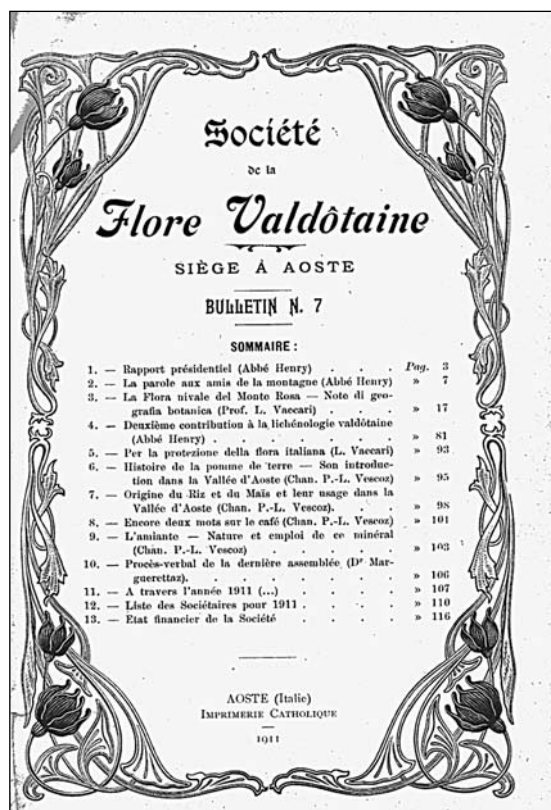 Société
de la
Flore Valdôtaine
SIÈGE A AOSTE
BULLETIN N. 7
SOMMAIRE :
1. — Rapport présidentiel (Abbé Henry) . . . Pag. 3
2. — La parole aux amis de la montagne (Abbé Henry) » 7
3. — La Flora nivale del Monte Rosa — Note di geo-
grafia botanica (Prof. L. Vaccari) . . . » 17
4. — Deuxième contribution à la lichénologie valdôtaine
(Abbé Henry) . . . . . . . » 81
5. — Per la protezione della flora italiana (L. Vaccari) » 93
6. — Histoire de la pomme de terre — Son introduc-
tion dans la Vallée d'Aoste (Chan. P.-L. Vescoz) » 95
7. — Origine du Riz et du Maïs et leur usage dans la
Vallée d'Aoste (Chan. P.-L. Vescoz). . . » 98
8. — Encore deux mots sur le café (Chan. P.-L. Vescoz) » 101
9. — L'amiante — Nature et emploi de ce minéral
(Chan. P.-L. Vescoz) . . . . . » 103
10. — Procès-verbal de la dernière assemblée (Dr Mar-
guerettaz). . . . . . . . » 106
11. — A travers l'année 1911 (...) . . . . . » 107
12. — Liste des Sociétaires pour 1911 . . . . » 110
13. — Etat financier de la Société . . . . » 116
AOSTE (Italie)
IMPRIMERIE CATHOLIQUE
1911